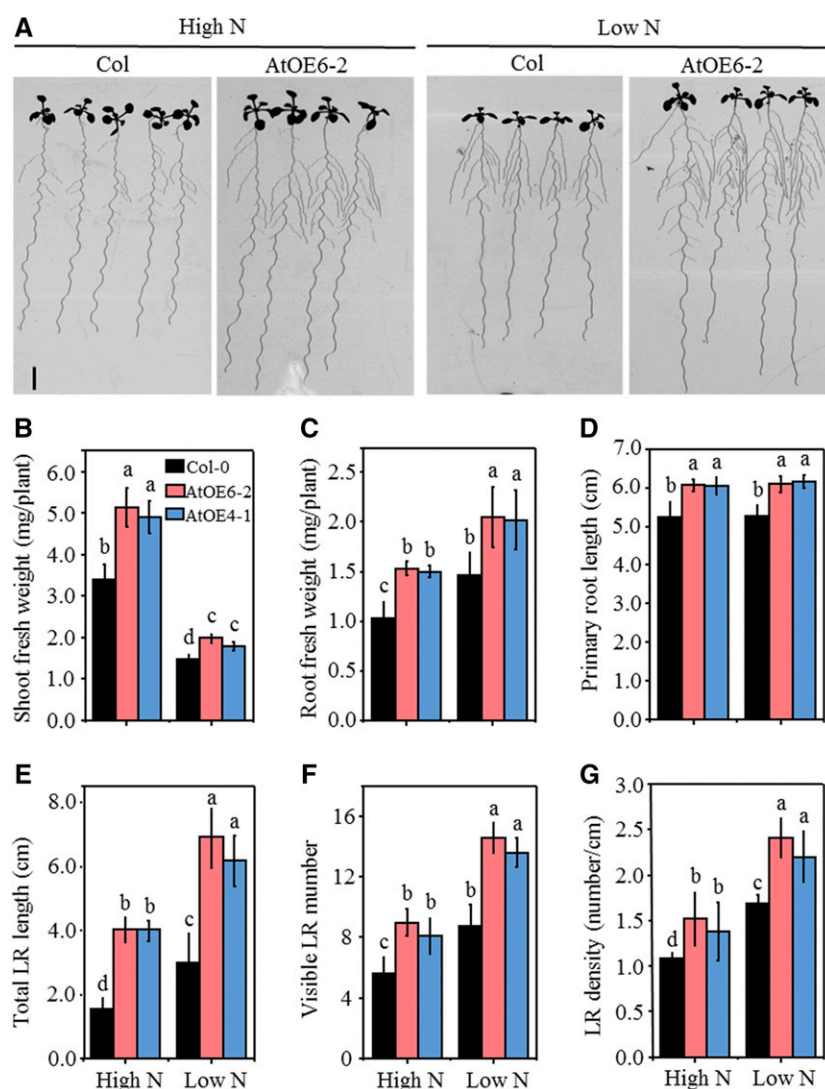 A
High N
Low N
Col
AtOE6-2
Col
AtOE6-2
B
Shoot fresh weight (mg/plant)
6.0
5.0
4.0
3.0
2.0
1.0
0.0
b
a
a
d
c
c
Col-0
AtOE6-2
AtOE4-1
C
Root fresh weight (mg/plant)
2.5
2.0
1.5
1.0
0.5
0.0
c
b
b
b
a
a
D
Primary root length (cm)
7.0
6.0
5.0
4.0
3.0
2.0
1.0
0.0
b
a
a
b
a
a
E
Total LR length (cm)
8.0
6.0
4.0
2.0
0.0
d
b
b
c
a
a
High N
Low N
F
Visible LR mumber
16
12
8
4
0
c
b
b
b
a
a
High N
Low N
G
LR density (number/cm)
3.0
2.5
2.0
1.5
1.0
0.5
0.0
d
b
b
c
a
a
High N
Low N